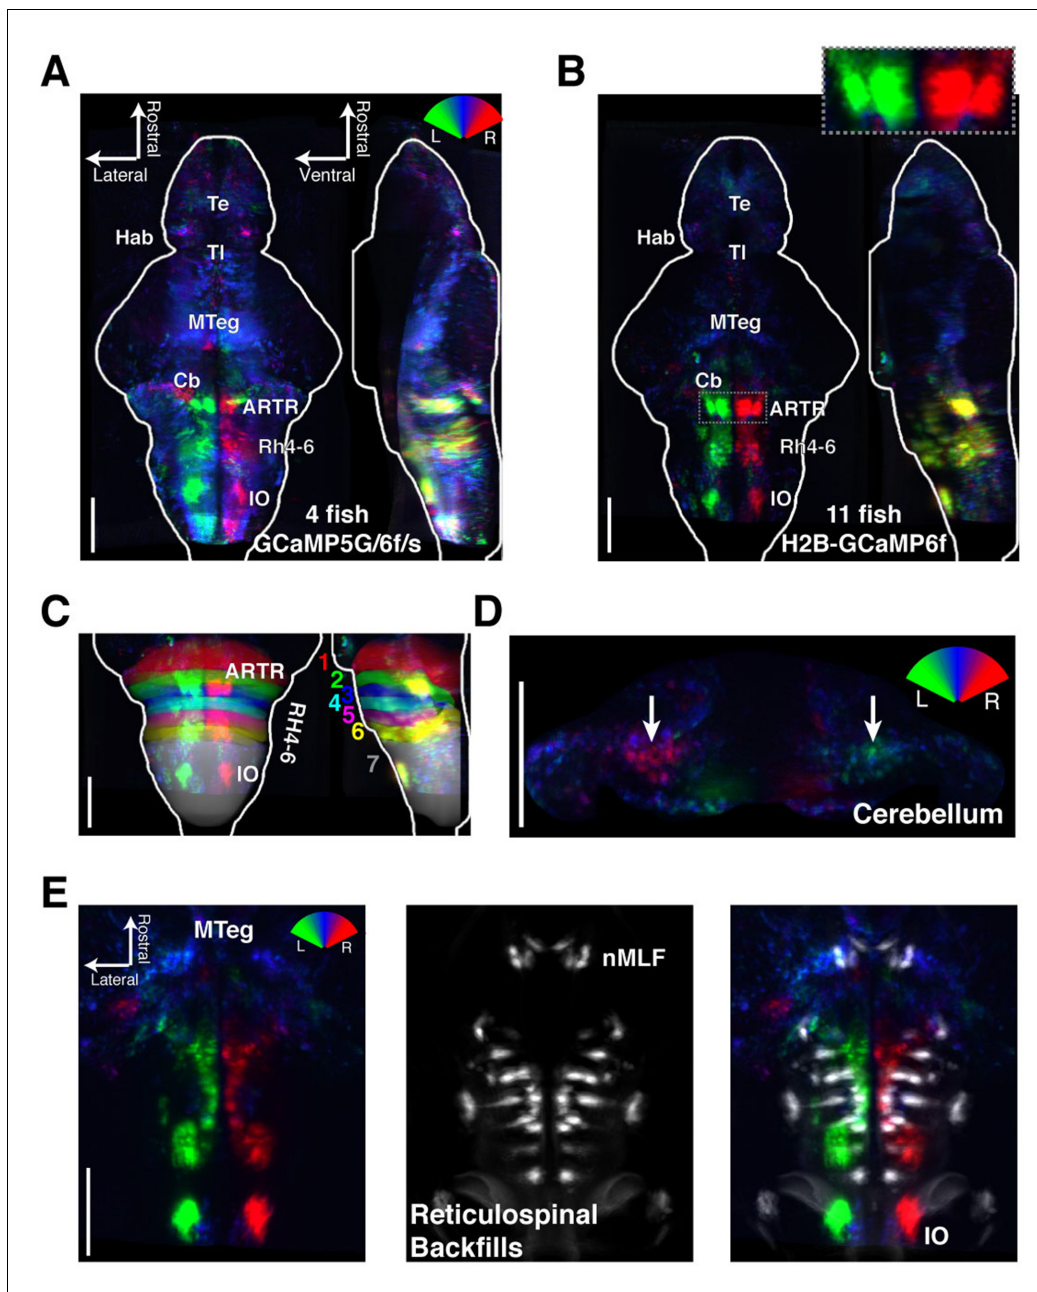 A
Rostral
Lateral
Rostral
Ventral
L
R
Te
Hab
Tl
MTeg
Cb
ARTR
Rh4-6
IO
4 fish
GCaMP5G/6f/s
B
Te
Hab
Tl
MTeg
Cb
ARTR
Rh4-6
IO
11 fish
H2B-GCaMP6f
C
ARTR
RH4-6
IO
1
2
3
4
5
6
7
D
L
R
Cerebellum
E
Rostral
Lateral
MTeg
L
R
nMLF
Reticulospinal
Backfills
IO